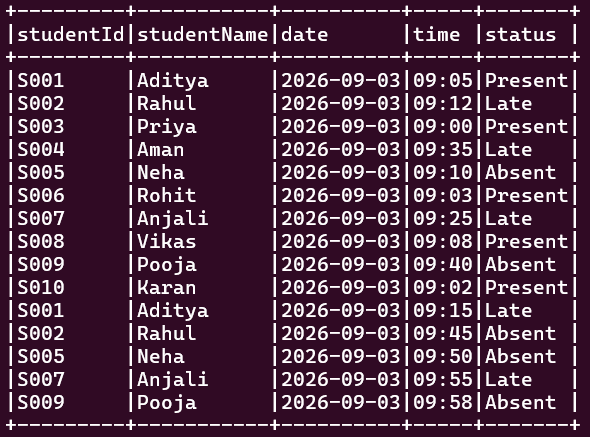 +---------+-----------+----------+-----+-------+
|studentId|studentName|date      |time |status |
+---------+-----------+----------+-----+-------+
|S001     |Aditya     |2026-09-03|09:05|Present|
|S002     |Rahul      |2026-09-03|09:12|Late   |
|S003     |Priya      |2026-09-03|09:00|Present|
|S004     |Aman       |2026-09-03|09:35|Late   |
|S005     |Neha       |2026-09-03|09:10|Absent |
|S006     |Rohit      |2026-09-03|09:03|Present|
|S007     |Anjali     |2026-09-03|09:25|Late   |
|S008     |Vikas      |2026-09-03|09:08|Present|
|S009     |Pooja      |2026-09-03|09:40|Absent |
|S010     |Karan      |2026-09-03|09:02|Present|
|S001     |Aditya     |2026-09-03|09:15|Late   |
|S002     |Rahul      |2026-09-03|09:45|Absent |
|S005     |Neha       |2026-09-03|09:50|Absent |
|S007     |Anjali     |2026-09-03|09:55|Late   |
|S009     |Pooja      |2026-09-03|09:58|Absent |
+---------+-----------+----------+-----+-------+